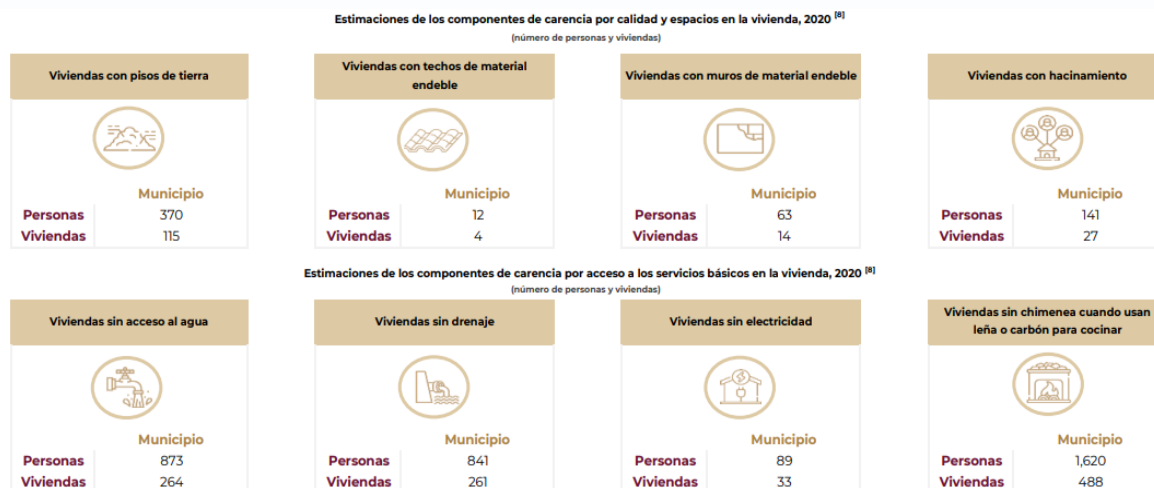 Estimaciones de los componentes de carencia por calidad y espacios en la vivienda, 2020 [8]
(número de personas y viviendas)
Viviendas con pisos de tierra
Municipio
Personas 370
Viviendas 115
Viviendas con techos de material
endeble
Municipio
Personas 12
Viviendas 4
Viviendas con muros de material endeble
Municipio
Personas 63
Viviendas 14
Viviendas con hacinamiento
Municipio
Personas 141
Viviendas 27
Estimaciones de los componentes de carencia por acceso a los servicios básicos en la vivienda, 2020 [8]
(número de personas y viviendas)
Viviendas sin acceso al agua
Municipio
Personas 873
Viviendas 264
Viviendas sin drenaje
Municipio
Personas 841
Viviendas 261
Viviendas sin electricidad
Municipio
Personas 89
Viviendas 33
Viviendas sin chimenea cuando usan
leña o carbón para cocinar
Municipio
Personas 1,620
Viviendas 488